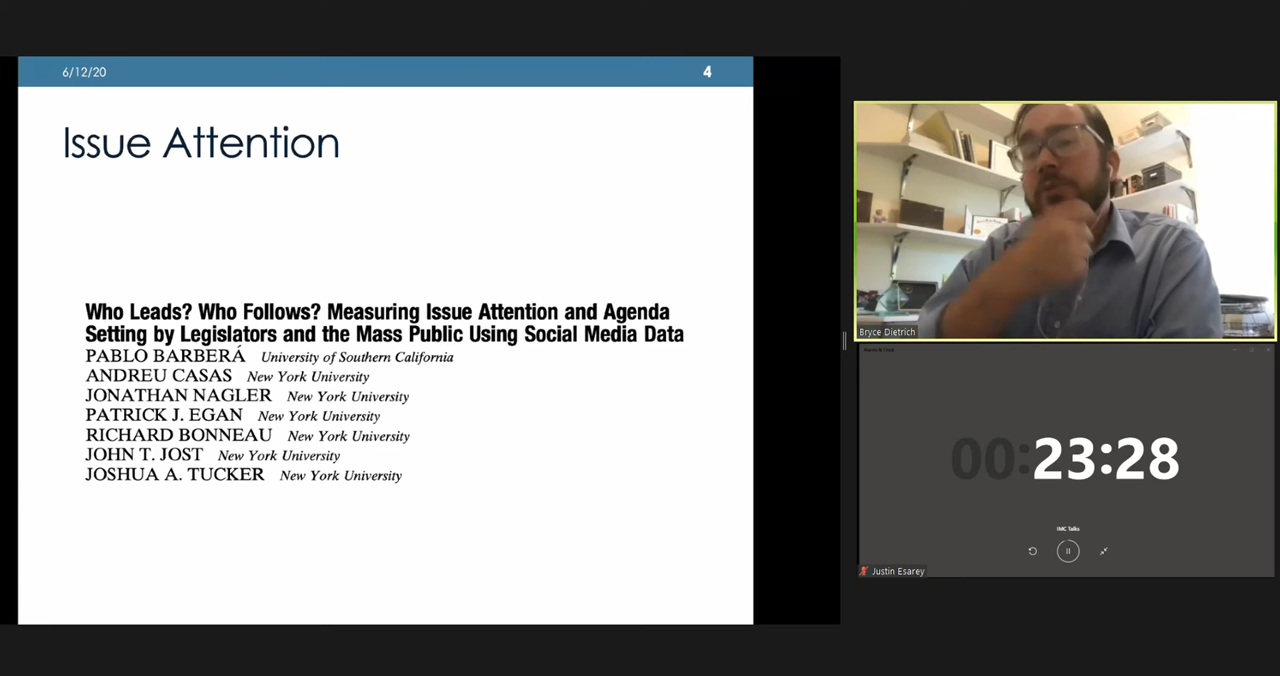 6/12/20
4
Issue Attention
Who Leads? Who Follows? Measuring Issue Attention and Agenda
Setting by Legislators and the Mass Public Using Social Media Data
PABLO BARBERÁ University of Southern California
ANDREU CASAS New York University
JONATHAN NAGLER New York University
PATRICK J. EGAN New York University
RICHARD BONNEAU New York University
JOHN T. JOST New York University
JOSHUA A. TUCKER New York University
Bryce Dietrich
00:23:28
IMC Talks
Justin Esarey